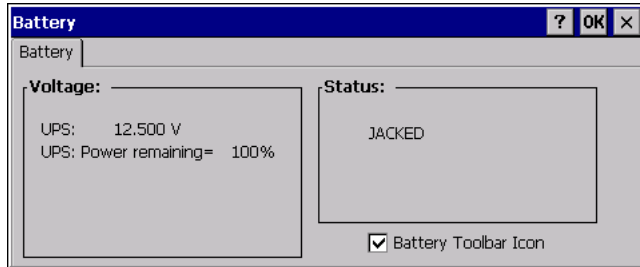 Battery ? OK ×
Battery
Voltage:
UPS: 12.500 V
UPS: Power remaining= 100%
Status:
JACKED
Battery Toolbar Icon